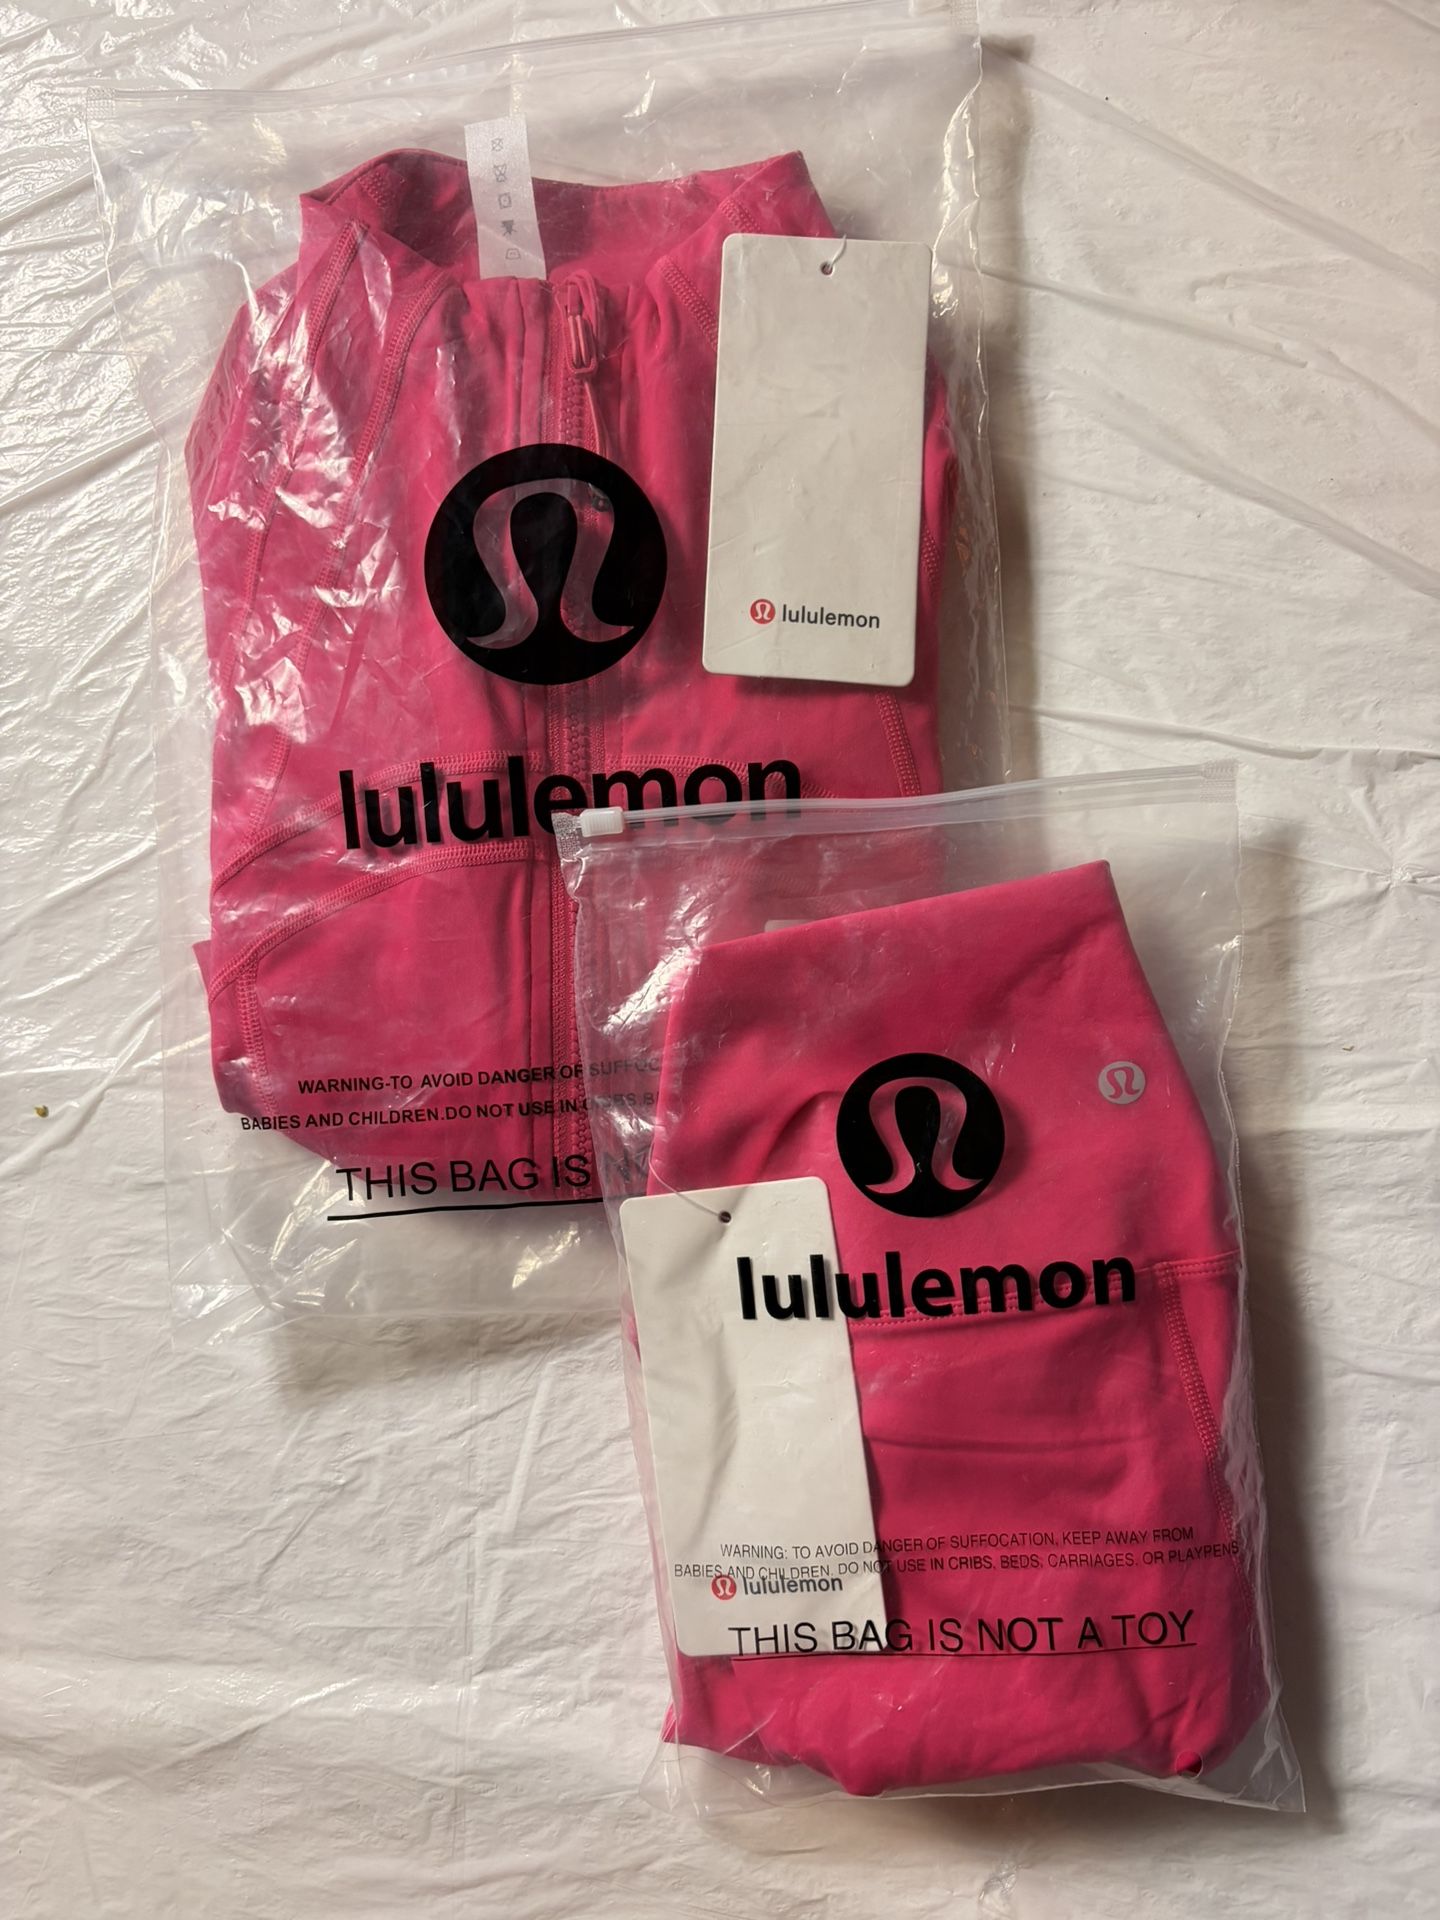 lululemon
lululemon
WARNING-TO AVOID DANGER OF SUFFOC
BABIES AND CHILDREN.DO NOT USE IN
THIS BAG IS
lululemon
WARNING: TO AVOID DANGER OF SUFFOCATION, KEEP AWAY FROM
BABIES AND CHILDREN. DO NOT USE IN CRIBS, BEDS, CARRIAGES, OR PLAYPENS
lululemon
THIS BAG IS NOT A TOY